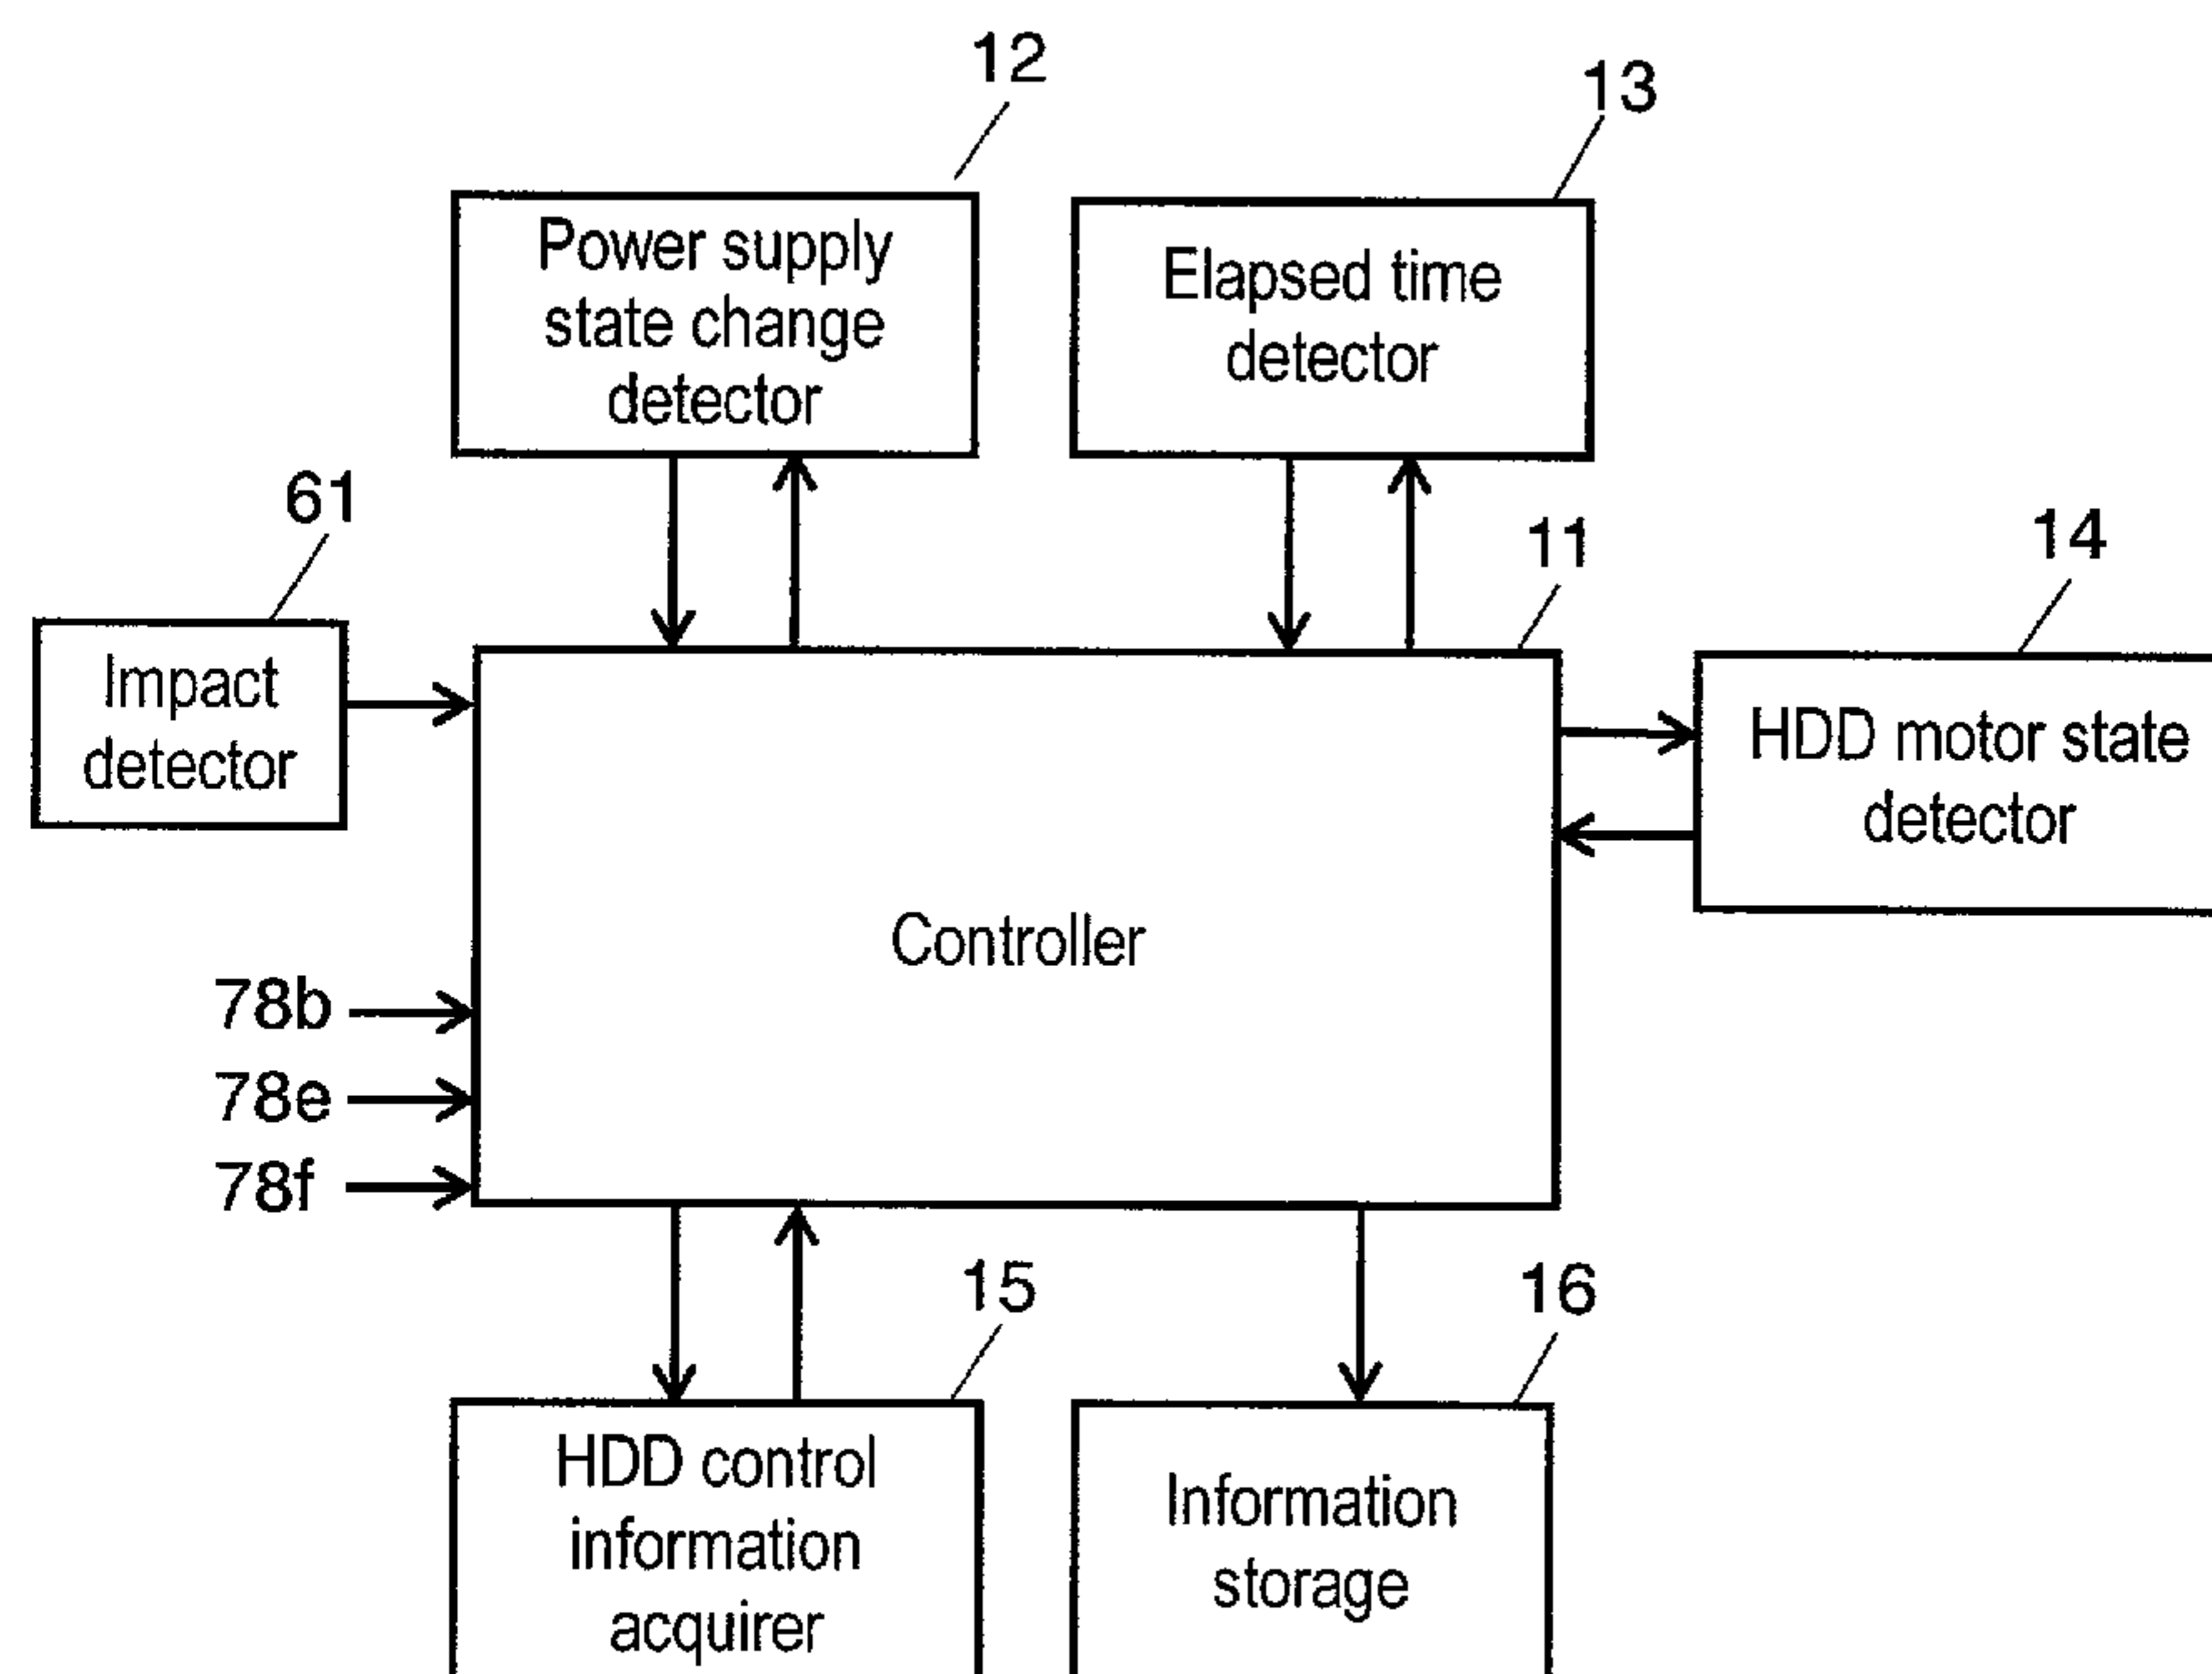 12
13
Power supply
state change
detector
Elapsed time
detector
61
11
14
Impact
detector
HDD motor state
detector
Controller
78b
78e
78f
15
16
HDD control
information
acquirer
Information
storage